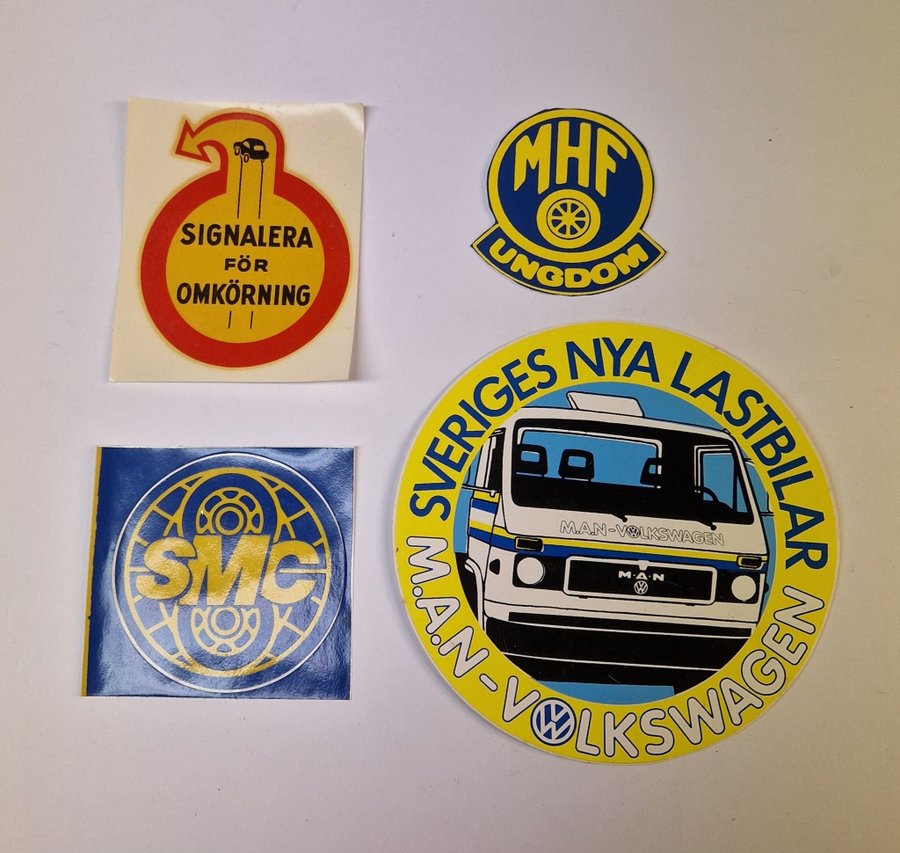 SIGNALERA
FÖR
OMKÖRNING
MHF
UNGDOM
SMC
SVERIGES NYA LASTBILAR
M.A.N-VOLKSWAGEN
M·A·N
M.A.N-VOLKSWAGEN